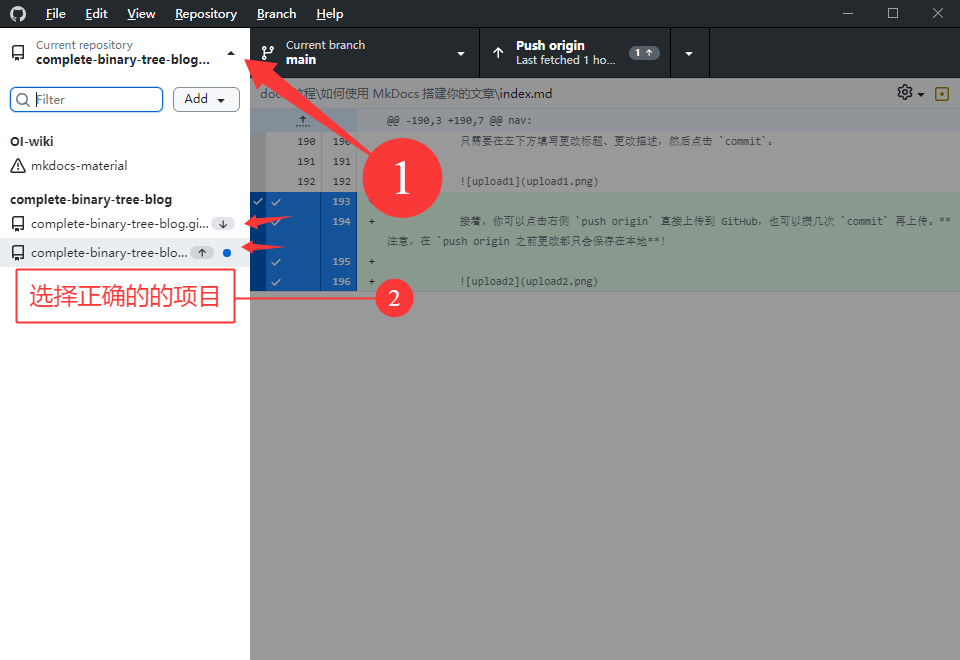 File Edit View Repository Branch Help
Current repository
complete-binary-tree-blog...
Current branch
main
Push origin
Last fetched 1 ho...
1
Filter
Add
OI-wiki
mkdocs-material
complete-binary-tree-blog
complete-binary-tree-blog.gi...
complete-binary-tree-blo...
选择正确的的项目
1
2
如何使用 MkDocs 搭建你的文章\index.md
@@ -190,3 +190,7 @@ nav:
190 190 只需要在左下方填写更改标题、更改描述，然后点击 `commit`。
191 191
192 192 ![upload1](upload1.png)
193
194 + 接着，你可以点击右侧 `push origin` 直接上传到 GitHub，也可以攒几次 `commit` 再上传。**
注意，在 `push origin 之前更改都只会保存在本地**！
195 +
196 + ![upload2](upload2.png)